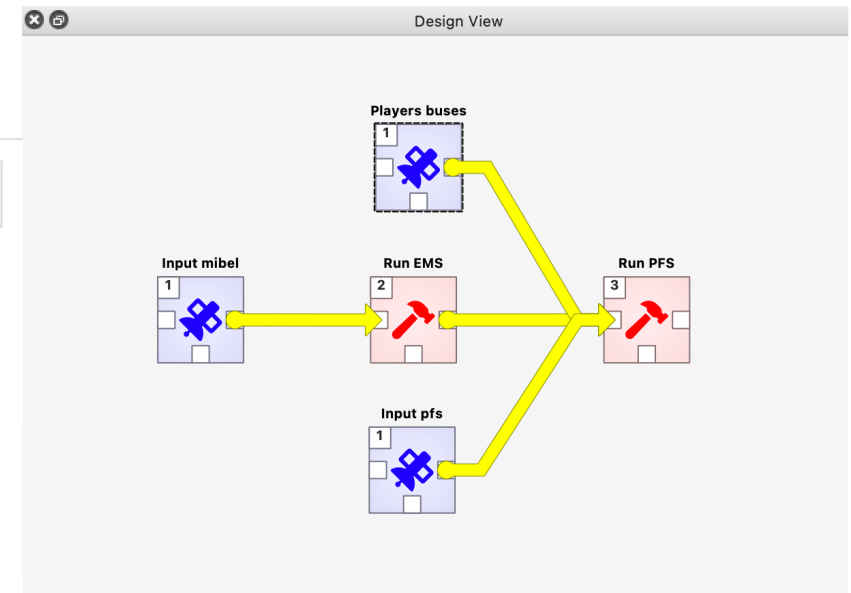 Design View
Players buses
1
Input mibel
1
Run EMS
2
Run PFS
3
Input pfs
1